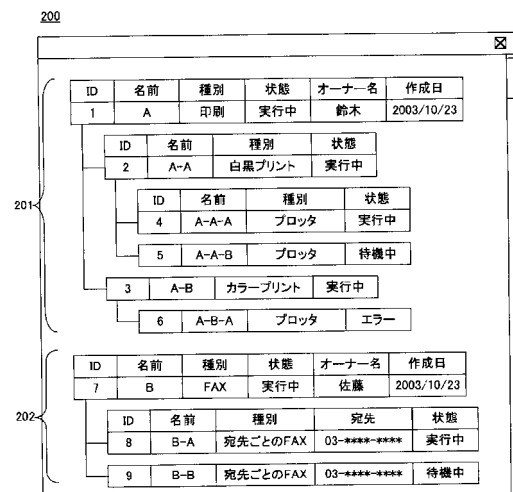 200
ID 名前 種別 状態 オーナー名 作成日
1 A 印刷 実行中 鈴木 2003/10/23
ID 名前 種別 状態
2 A-A 白黒プリント 実行中
201
ID 名前 種別 状態
4 A-A-A プロッタ 実行中
5 A-A-B プロッタ 待機中
3 A-B カラープリント 実行中
6 A-B-A プロッタ エラー
ID 名前 種別 状態 オーナー名 作成日
7 B FAX 実行中 佐藤 2003/10/23
202
ID 名前 種別 宛先 状態
8 B-A 宛先ごとのFAX 03-****-**** 実行中
9 B-B 宛先ごとのFAX 03-****-**** 待機中